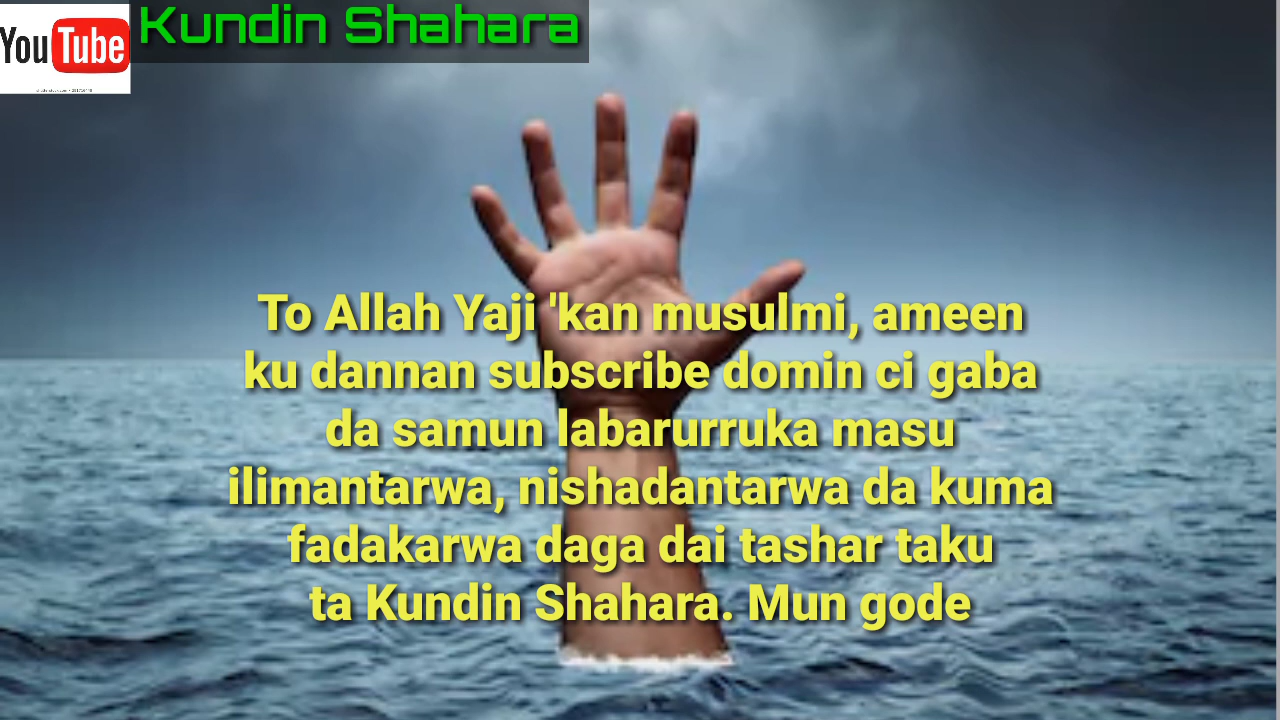 YouTube
Kundin Shahara
To Allah Yaji 'kan musulmi, ameen
ku dannan subscribe domin ci gaba
da samun labarurruka masu
ilimantarwa, nishadantarwa da kuma
fadakarwa daga dai tashar taku
ta Kundin Shahara. Mun gode